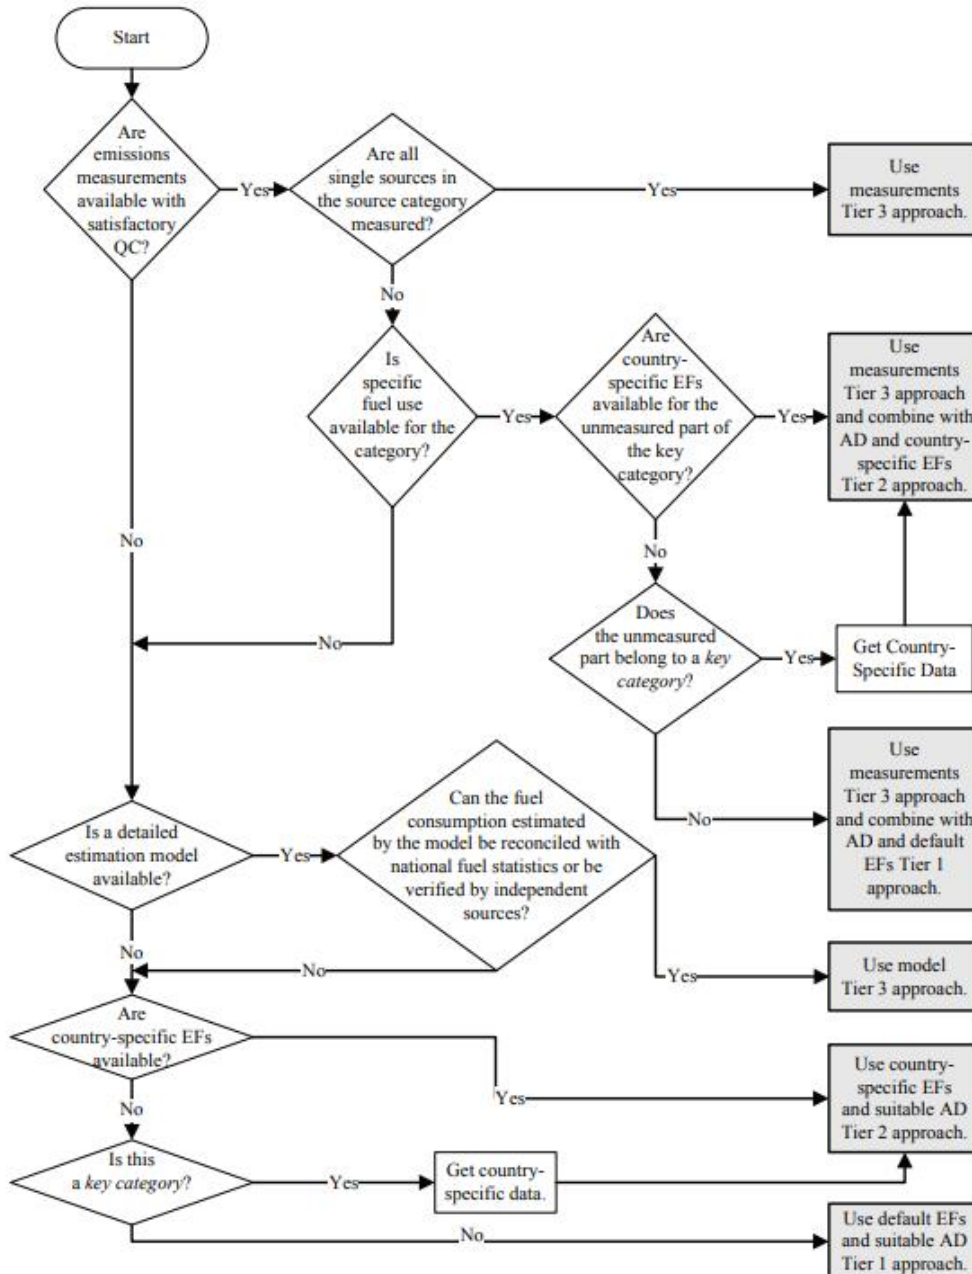 Start
Are
emissions
measurements
available with
satisfactory
QC?
Yes
Are all
single sources in
the source category
measured?
Yes
Use
measurements
Tier 3 approach.
No
Is
specific
fuel use
available for the
category?
Yes
Are
country-
specific EFs
available for the
unmeasured part of
the key
category?
Yes
Use
measurements
Tier 3 approach
and combine with
AD and country-
specific EFs
Tier 2 approach.
No
No
No
Does
the unmeasured
part belong to a key
category?
Yes
Get Country-
Specific Data
No
Use
measurements
Tier 3 approach
and combine with
AD and default
EFs Tier 1
approach.
Is a detailed
estimation model
available?
Yes
Can the fuel
consumption estimated
by the model be reconciled with
national fuel statistics or be
verified by independent
sources?
No
No
Yes
Use model
Tier 3 approach.
Are
country-specific EFs
available?
Yes
Use country-
specific EFs
and suitable AD
Tier 2 approach.
No
Is this
a key category?
Yes
Get country-
specific data.
No
Use default EFs
and suitable AD
Tier 1 approach.